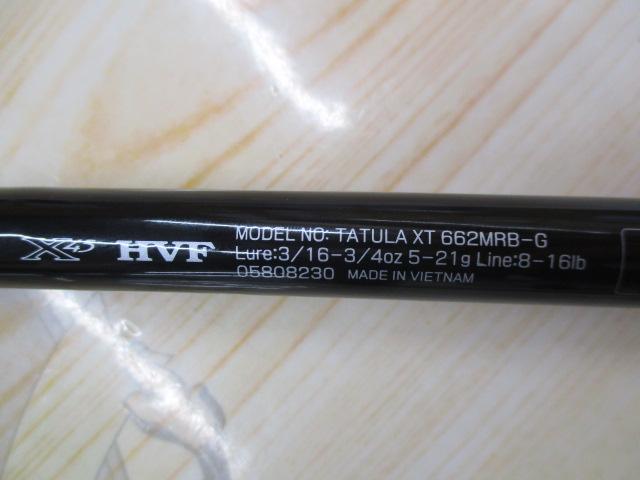 X45 HVF
MODEL NO: TATULA XT 662MRB-G
Lure:3/16-3/4oz 5-21g Line:8-16lb
05808230 MADE IN VIETNAM